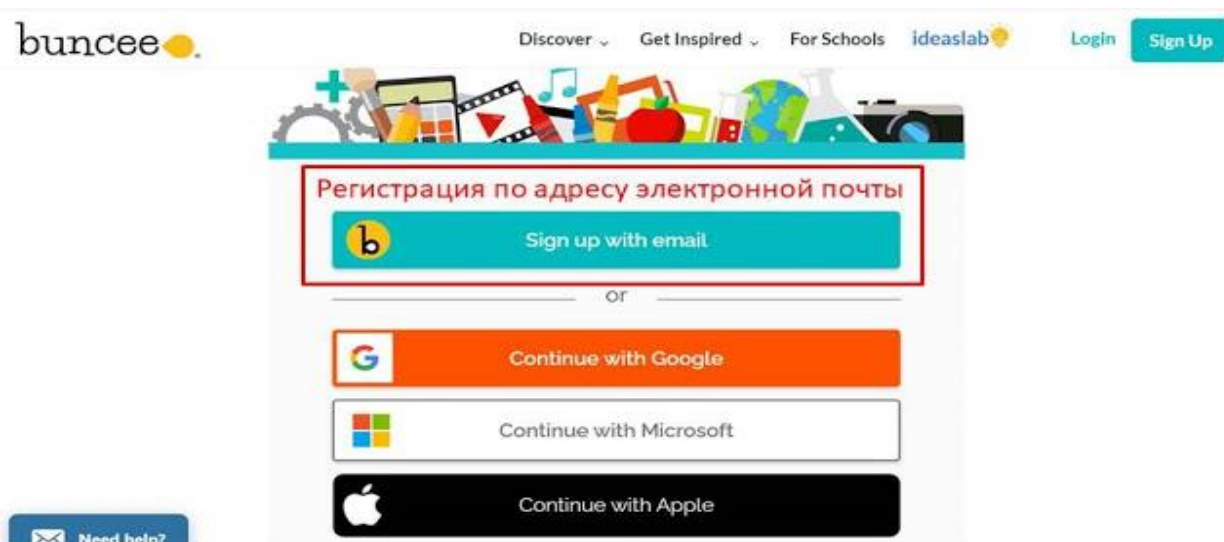 buncee
Discover Get Inspired For Schools ideaslab Login Sign Up
Регистрация по адресу электронной почты
b Sign up with email
or
G Continue with Google
Continue with Microsoft
Continue with Apple
Need help?